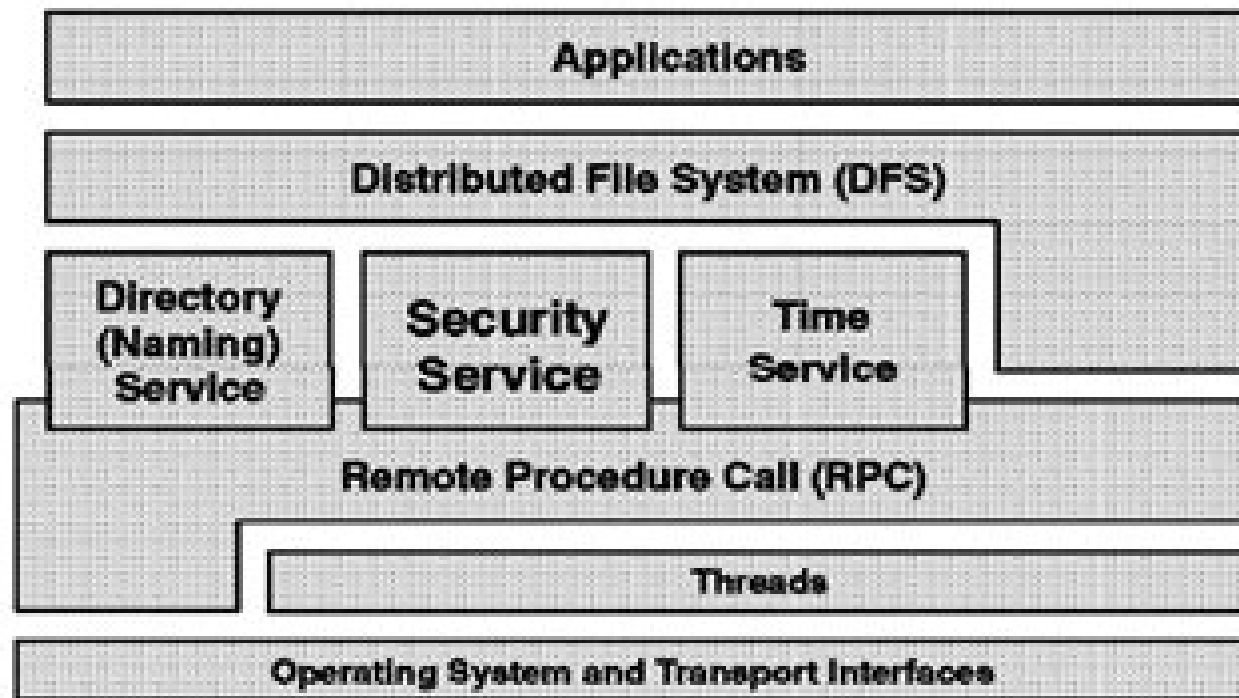 Applications
Distributed File System (DFS)
Directory
(Naming)
Service
Security
Service
Time
Service
Remote Procedure Call (RPC)
Threads
Operating System and Transport Interfaces